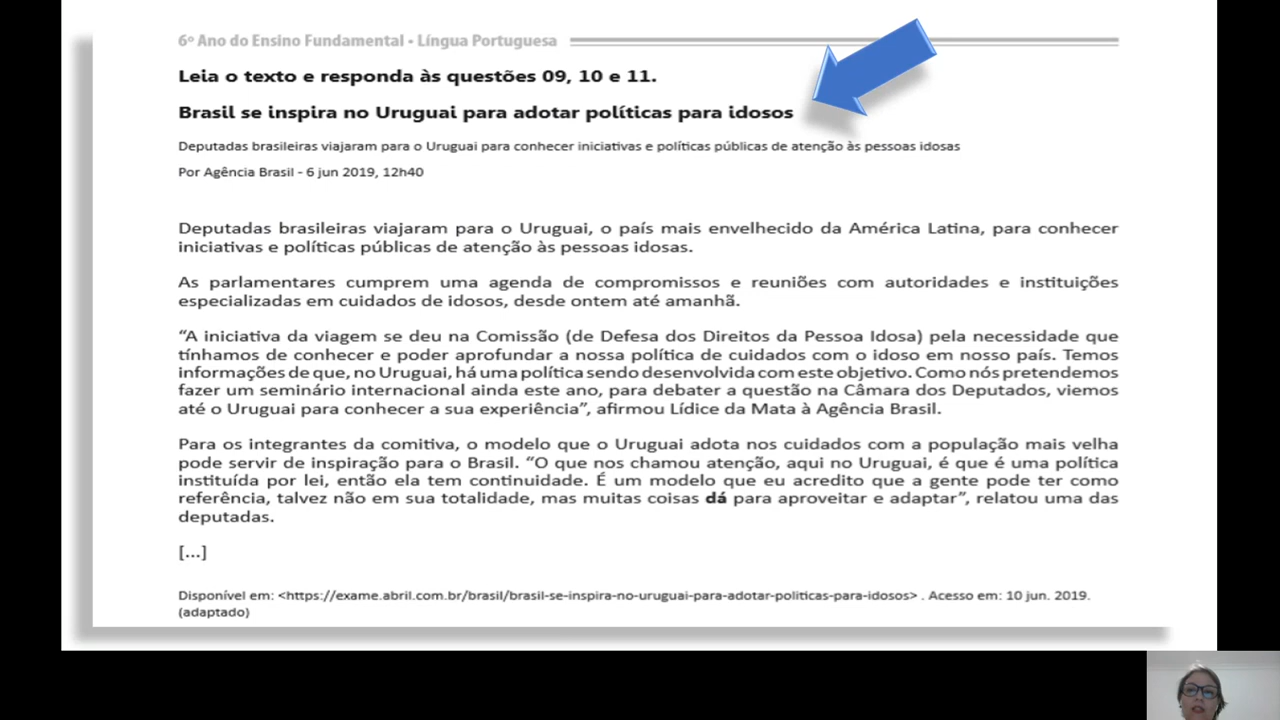 6º Ano do Ensino Fundamental • Língua Portuguesa
Leia o texto e responda às questões 09, 10 e 11.
Brasil se inspira no Uruguai para adotar políticas para idosos
Deputadas brasileiras viajaram para o Uruguai para conhecer iniciativas e políticas públicas de atenção às pessoas idosas
Por Agência Brasil - 6 jun 2019, 12h40
Deputadas brasileiras viajaram para o Uruguai, o país mais envelhecido da América Latina, para conhecer
iniciativas e políticas públicas de atenção às pessoas idosas.
As parlamentares cumprem uma agenda de compromissos e reuniões com autoridades e instituições
especializadas em cuidados de idosos, desde ontem até amanhã.
“A iniciativa da viagem se deu na Comissão (de Defesa dos Direitos da Pessoa Idosa) pela necessidade que
tínhamos de conhecer e poder aprofundar a nossa política de cuidados com o idoso em nosso país. Temos
informações de que, no Uruguai, há uma política sendo desenvolvida com este objetivo. Como nós pretendemos
fazer um seminário internacional ainda este ano, para debater a questão na Câmara dos Deputados, viemos
até o Uruguai para conhecer a sua experiência”, afirmou Lídice da Mata à Agência Brasil.
Para os integrantes da comitiva, o modelo que o Uruguai adota nos cuidados com a população mais velha
pode servir de inspiração para o Brasil. “O que nos chamou atenção, aqui no Uruguai, é que é uma política
instituída por lei, então ela tem continuidade. É um modelo que eu acredito que a gente pode ter como
referência, talvez não em sua totalidade, mas muitas coisas dá para aproveitar e adaptar”, relatou uma das
deputadas.
[...]
Disponível em: <https://exame.abril.com.br/brasil/brasil-se-inspira-no-uruguai-para-adotar-politicas-para-idosos> . Acesso em: 10 jun. 2019.
(adaptado)